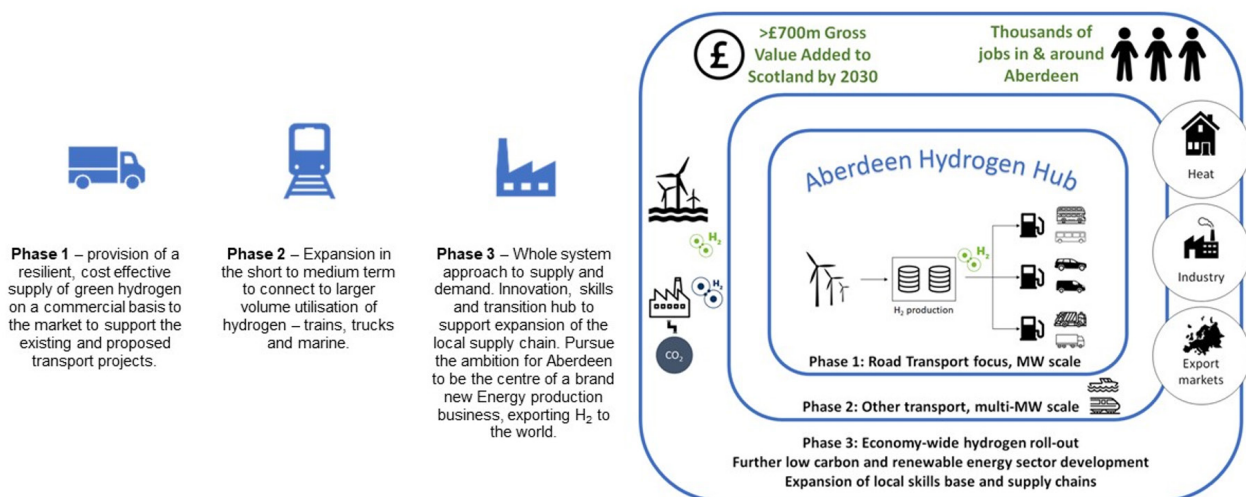 Phase 1 – provision of a
resilient, cost effective
supply of green hydrogen
on a commercial basis to
the market to support the
existing and proposed
transport projects.
Phase 2 – Expansion in
the short to medium term
to connect to larger
volume utilisation of
hydrogen – trains, trucks
and marine.
Phase 3 – Whole system
approach to supply and
demand. Innovation, skills
and transition hub to
support expansion of the
local supply chain. Pursue
the ambition for Aberdeen
to be the centre of a brand
new Energy production
business, exporting H₂ to
the world.
£
>£700m Gross
Value Added to
Scotland by 2030
Thousands of
jobs in & around
Aberdeen
Aberdeen Hydrogen Hub
H₂
H₂
CO₂
H₂
H₂ production
Phase 1: Road Transport focus, MW scale
Phase 2: Other transport, multi-MW scale
Phase 3: Economy-wide hydrogen roll-out
Further low carbon and renewable energy sector development
Expansion of local skills base and supply chains
Heat
Industry
Export
markets